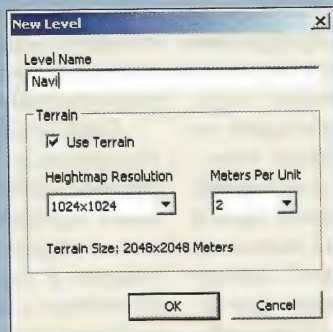 New Level
Level Name
Navi
Terrain
Use Terrain
Heightmap Resolution Meters Per Unit
1024x1024 2
Terrain Size: 2048x2048 Meters
OK Cancel